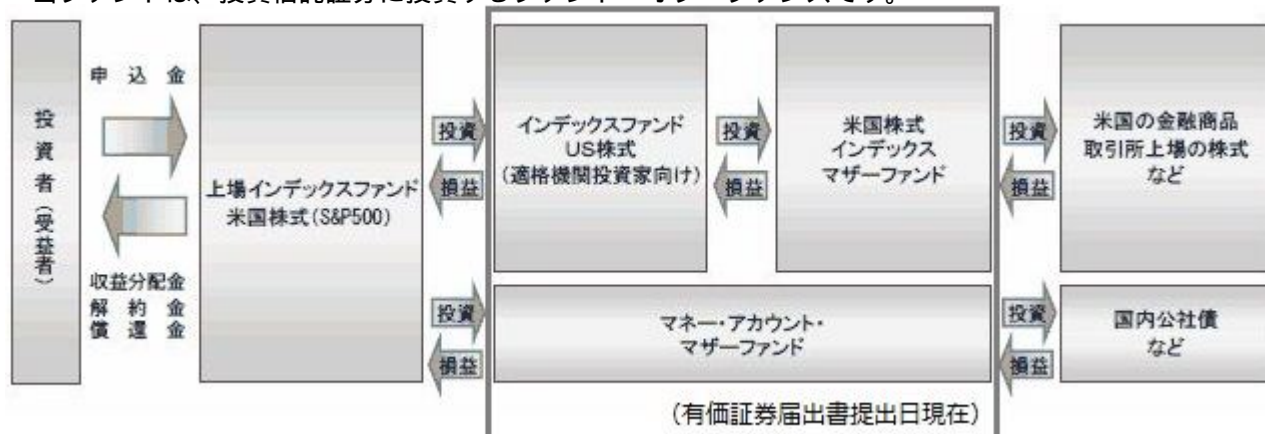 当ファンドは、投資信託証券に投資するファンド・オブ・ファンズです。
投資者(受益者)
申込金
収益分配金
解約金
償還金
上場インデックスファンド
米国株式(S&P500)
投資
損益
インデックスファンド
US株式
(適格機関投資家向け)
投資
損益
米国株式
インデックス
マザーファンド
投資
損益
米国の金融商品
取引所上場の株式
など
投資
損益
マネー・アカウント・
マザーファンド
投資
損益
国内公社債
など
(有価証券届出書提出日現在)